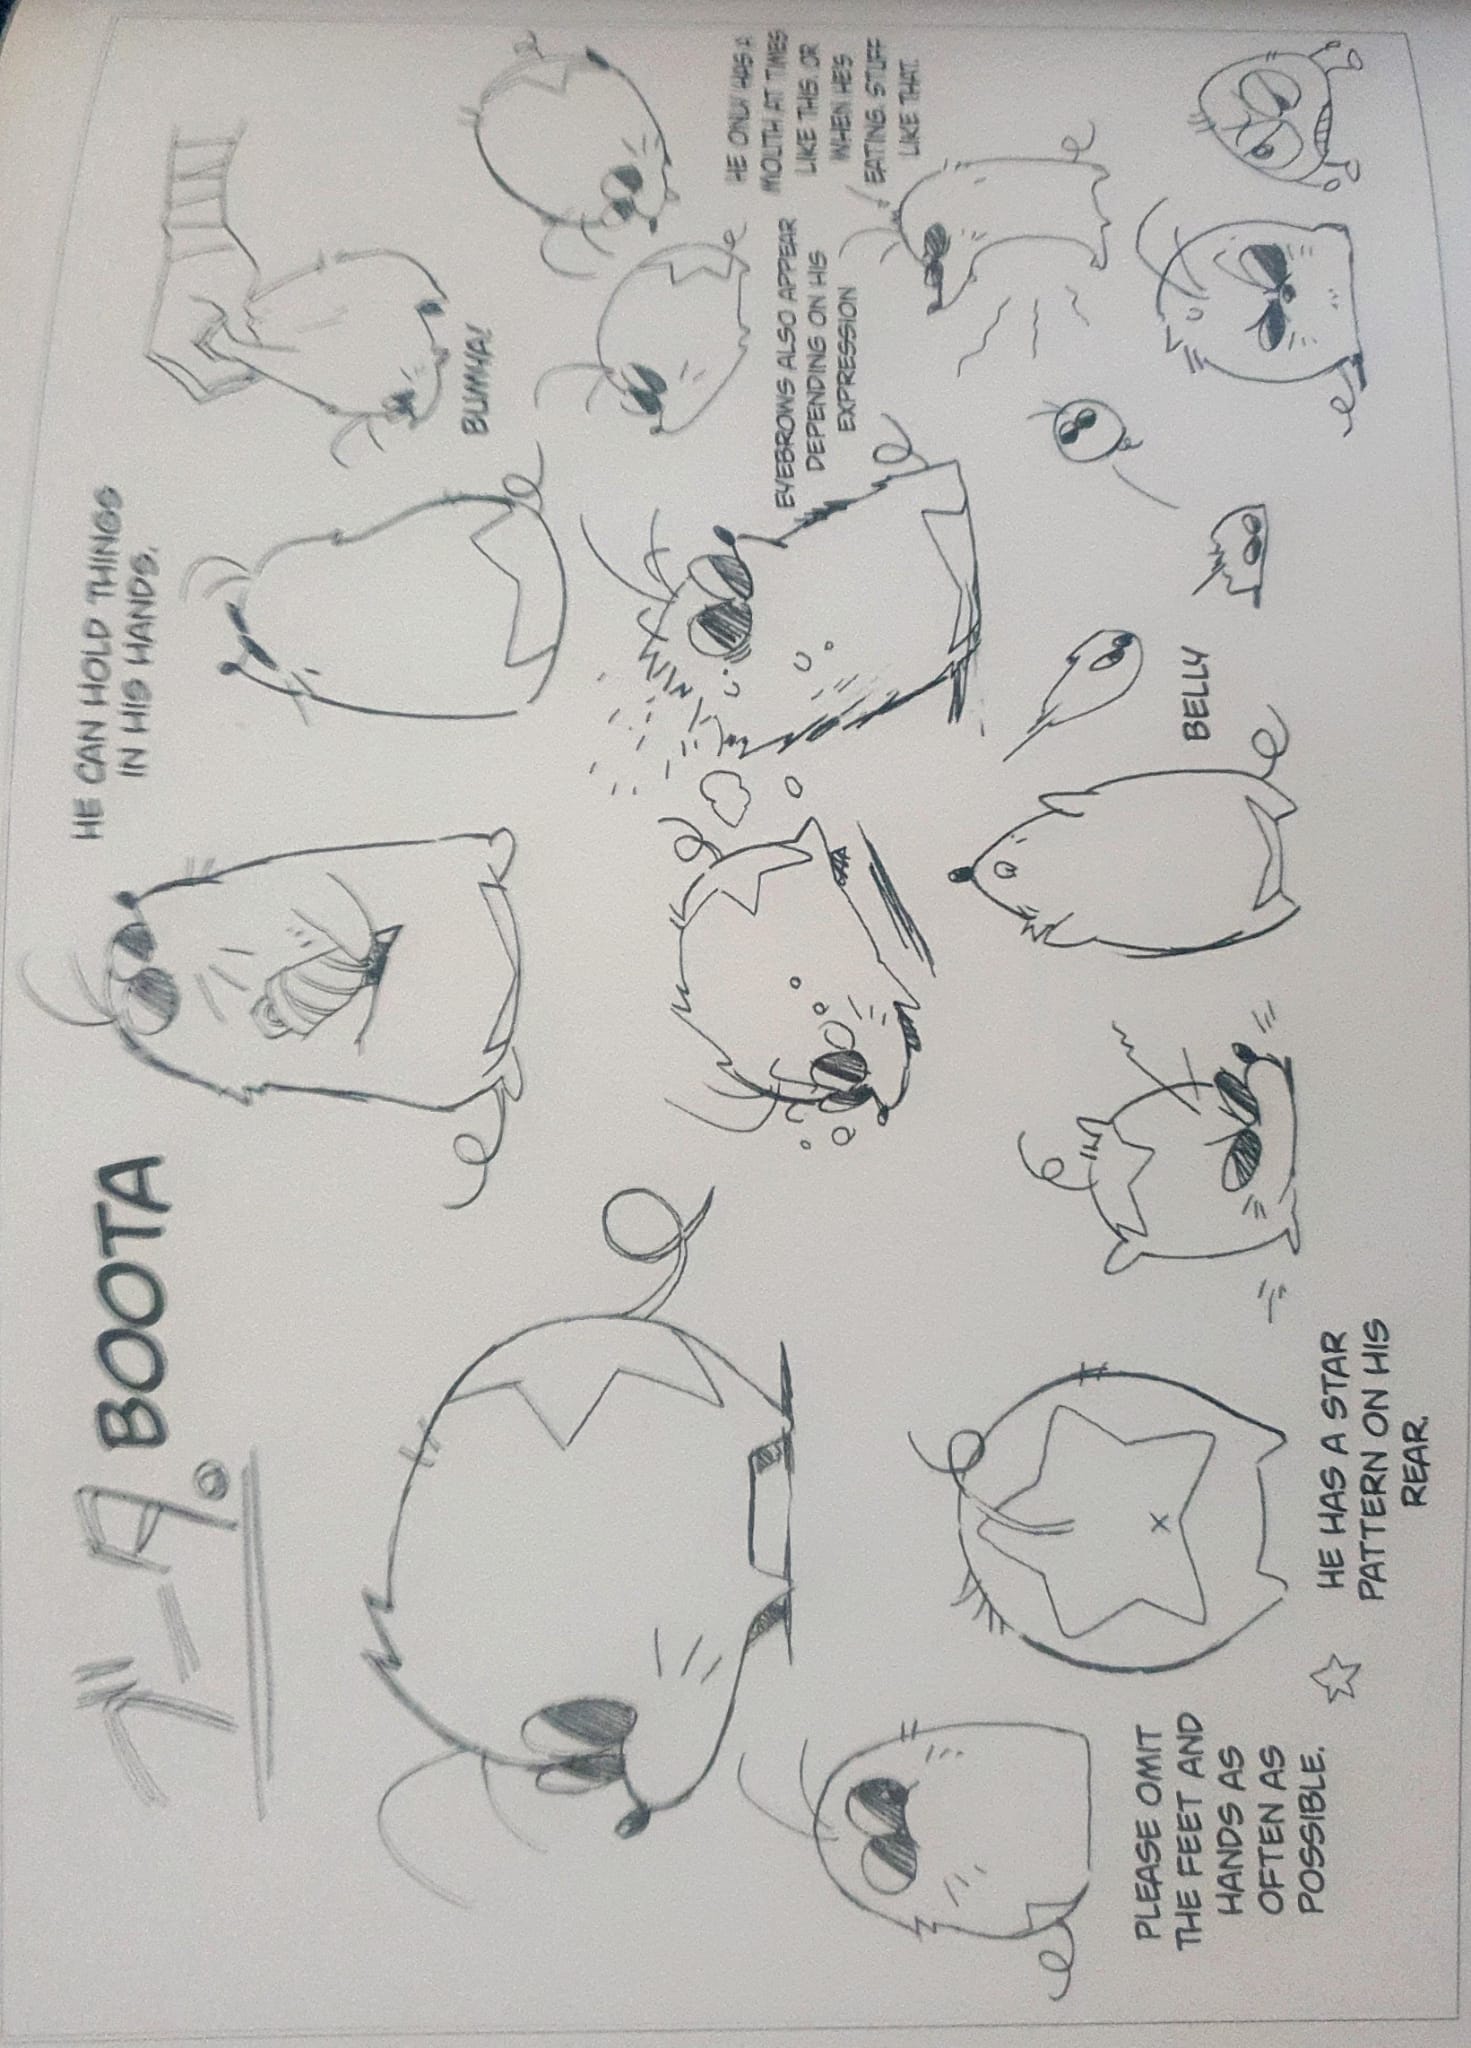 ブータ。
BOOTA
HE CAN HOLD THINGS
IN HIS HANDS.
BUMHA!
EYEBROWS ALSO APPEAR
DEPENDING ON HIS
EXPRESSION
HE ONLY HAS A
MOUTH AT TIMES
LIKE THIS. OR
WHEN HE'S
EATING. STUFF
LIKE THAT.
PLEASE OMIT
THE FEET AND
HANDS AS
OFTEN AS
POSSIBLE.
HE HAS A STAR
PATTERN ON HIS
REAR.
BELLY